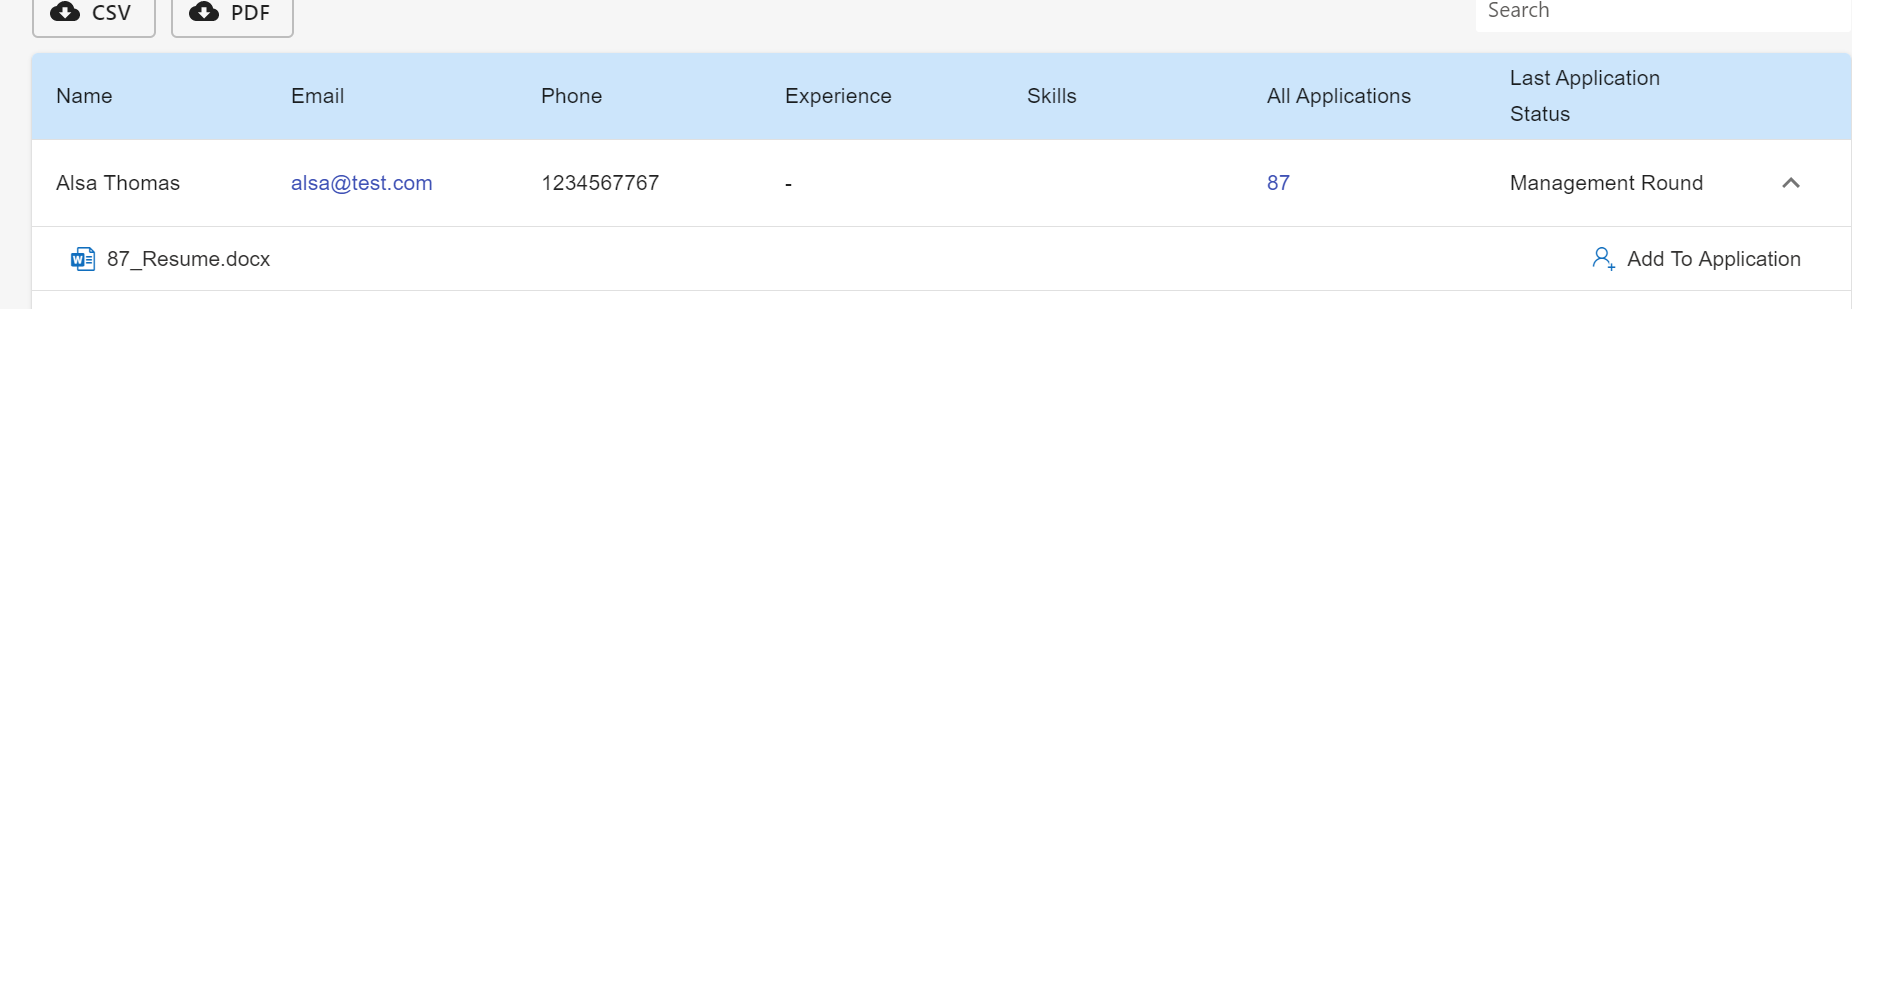 CSV PDF Search
Name Email Phone Experience Skills All Applications Last Application Status
Alsa Thomas alsa@test.com 1234567767 - 87 Management Round
87_Resume.docx Add To Application